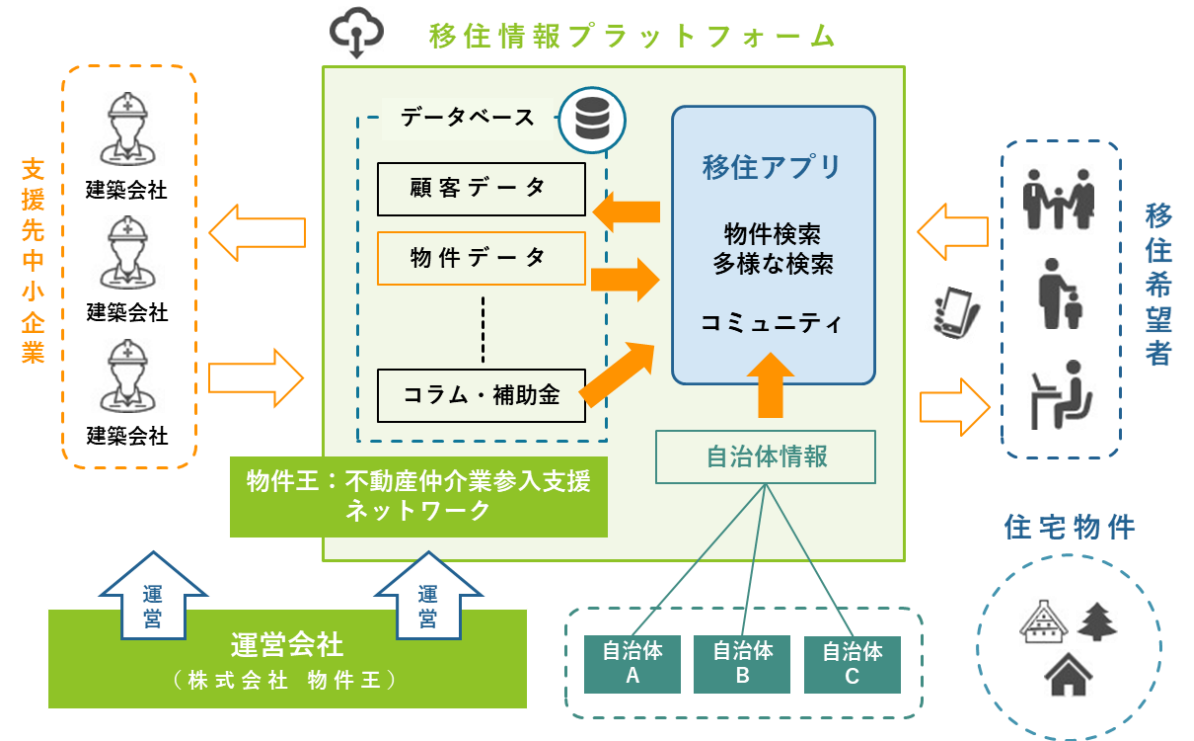 移住情報プラットフォーム
支援先中小企業
建築会社
建築会社
建築会社
データベース
顧客データ
物件データ
コラム・補助金
移住アプリ
物件検索
多様な検索
コミュニティ
自治体情報
移住希望者
物件王：不動産仲介業参入支援
ネットワーク
運営
運営
運営会社
（株式会社 物件王）
自治体
A
自治体
B
自治体
C
住宅物件